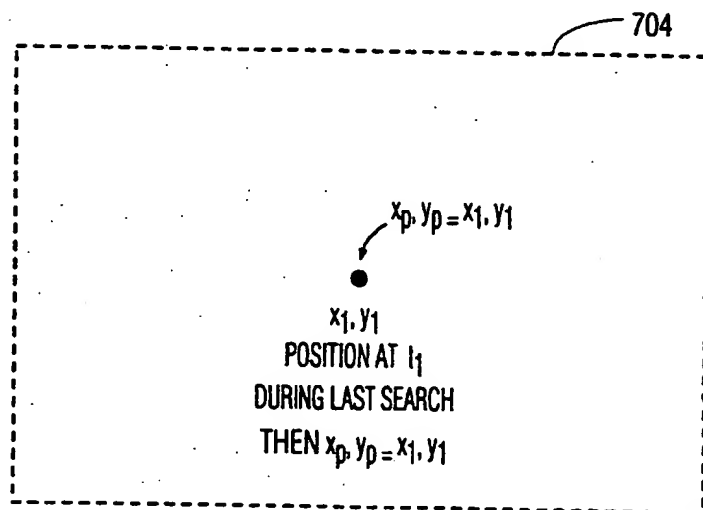 704
xp, yp = x1, y1
x1, y1
POSITION AT t1
DURING LAST SEARCH
THEN xp, yp = x1, y1